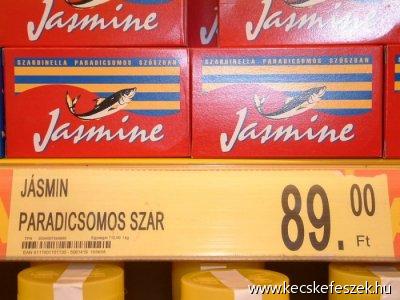 Jasmine
Jasmine
SZARDINELLA PARADICSOMOS SZÓSZBAN
SZARDINELLA PARADICSOMOS SZÓSZBAN
Jasmine
Jasmine
JÁSMIN
PARADICSOMOS SZAR
89.00 Ft
www.kecskefeszek.hu